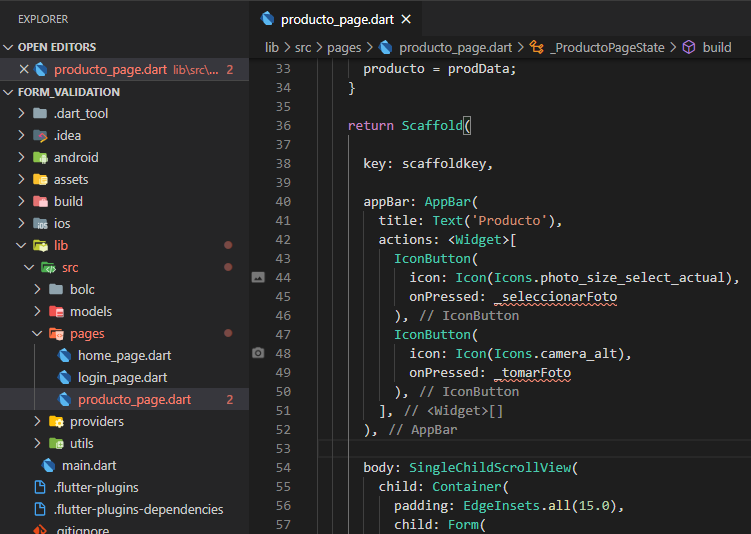 EXPLORER
OPEN EDITORS
producto_page.dart lib\src\... 2
FORM_VALIDATION
.dart_tool
.idea
android
assets
build
ios
lib
src
bolc
models
pages
home_page.dart
login_page.dart
producto_page.dart 2
providers
utils
main.dart
.flutter-plugins
.flutter-plugins-dependencies
.gitignore
producto_page.dart
lib > src > pages > producto_page.dart > _ProductoPageState > build
33 producto = prodData;
34 }
35
36 return Scaffold(
37
38 key: scaffoldkey,
39
40 appBar: AppBar(
41 title: Text('Producto'),
42 actions: <Widget>[
43 IconButton(
44 icon: Icon(Icons.photo_size_select_actual),
45 onPressed: _seleccionarFoto
46 ), // IconButton
47 IconButton(
48 icon: Icon(Icons.camera_alt),
49 onPressed: _tomarFoto
50 ), // IconButton
51 ], // <Widget>[]
52 ), // AppBar
53
54 body: SingleChildScrollView(
55 child: Container(
56 padding: EdgeInsets.all(15.0),
57 child: Form(